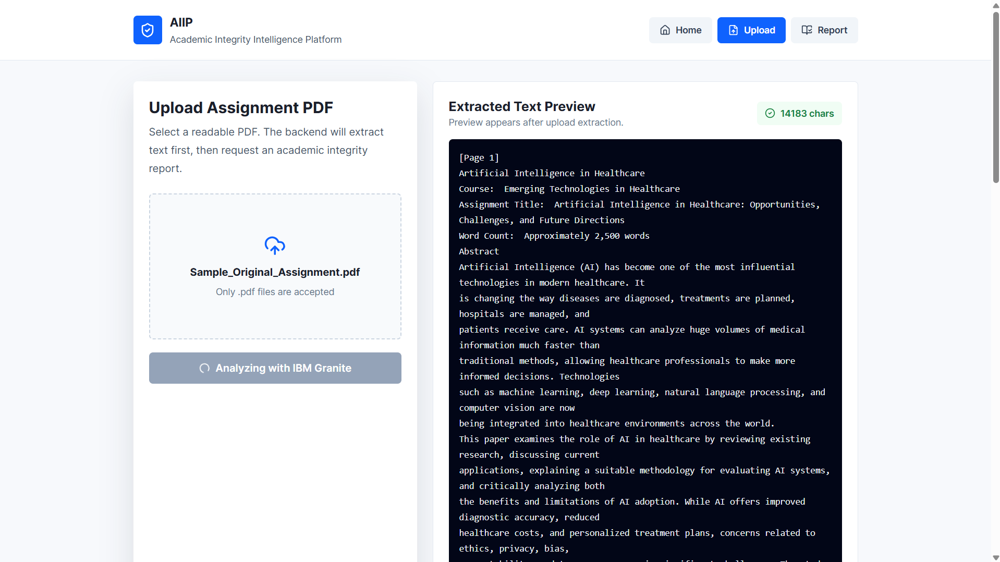 AIIP
Academic Integrity Intelligence Platform
Home
Upload
Report
Upload Assignment PDF
Select a readable PDF. The backend will extract
text first, then request an academic integrity
report.
Sample_Original_Assignment.pdf
Only .pdf files are accepted
Analyzing with IBM Granite
Extracted Text Preview
Preview appears after upload extraction.
14183 chars
[Page 1]
Artificial Intelligence in Healthcare
Course:  Emerging Technologies in Healthcare
Assignment Title:  Artificial Intelligence in Healthcare: Opportunities,
Challenges, and Future Directions
Word Count:  Approximately 2,500 words
Abstract
Artificial Intelligence (AI) has become one of the most influential
technologies in modern healthcare. It
is changing the way diseases are diagnosed, treatments are planned,
hospitals are managed, and
patients receive care. AI systems can analyze huge volumes of medical
information much faster than
traditional methods, allowing healthcare professionals to make more
informed decisions. Technologies
such as machine learning, deep learning, natural language processing, and
computer vision are now
being integrated into healthcare environments across the world.
This paper examines the role of AI in healthcare by reviewing existing
research, discussing current
applications, explaining a suitable methodology for evaluating AI systems,
and critically analyzing both
the benefits and limitations of AI adoption. While AI offers improved
diagnostic accuracy, reduced
healthcare costs, and personalized treatment plans, concerns related to
ethics, privacy, bias,